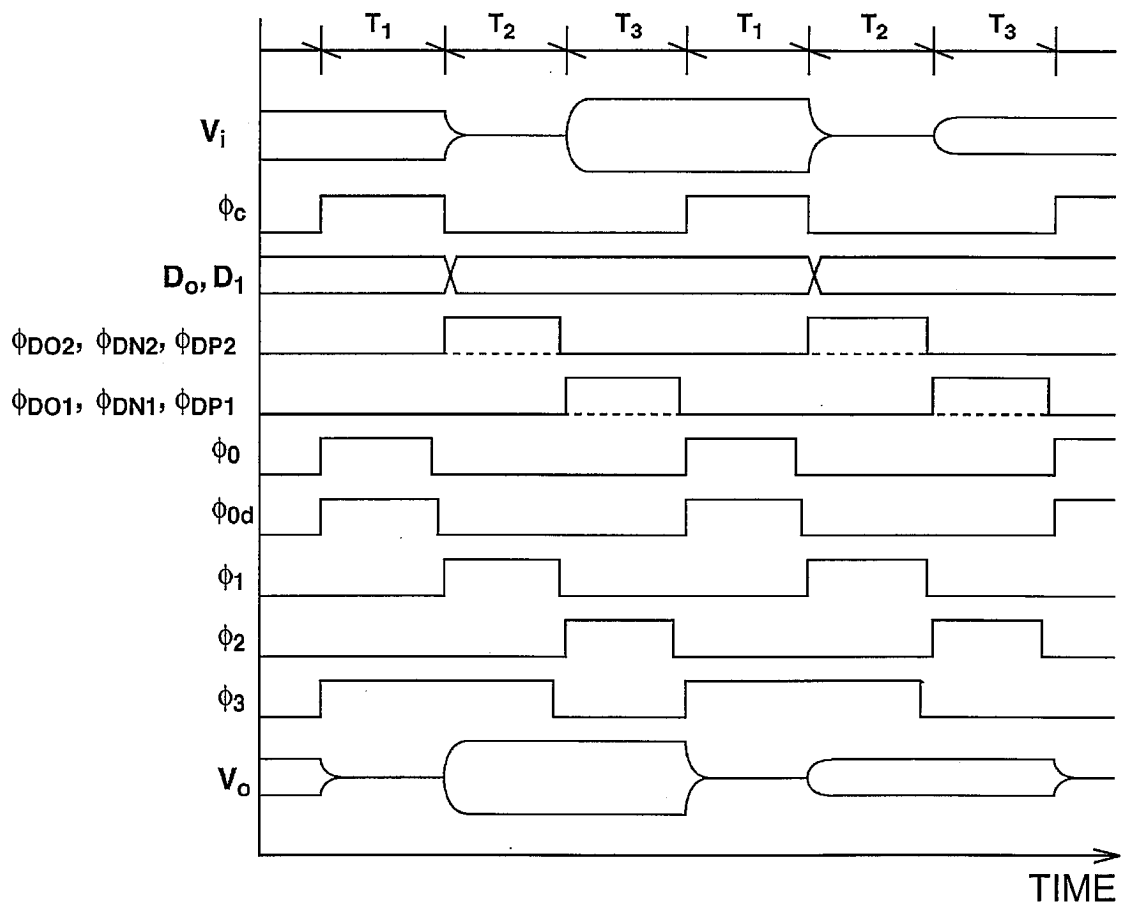 T₁ T₂ T₃ T₁ T₂ T₃
Vᵢ
ϕc
Dₒ, D₁
ϕDO2, ϕDN2, ϕDP2
ϕDO1, ϕDN1, ϕDP1
ϕ₀
ϕ0d
ϕ₁
ϕ₂
ϕ₃
Vₒ
TIME